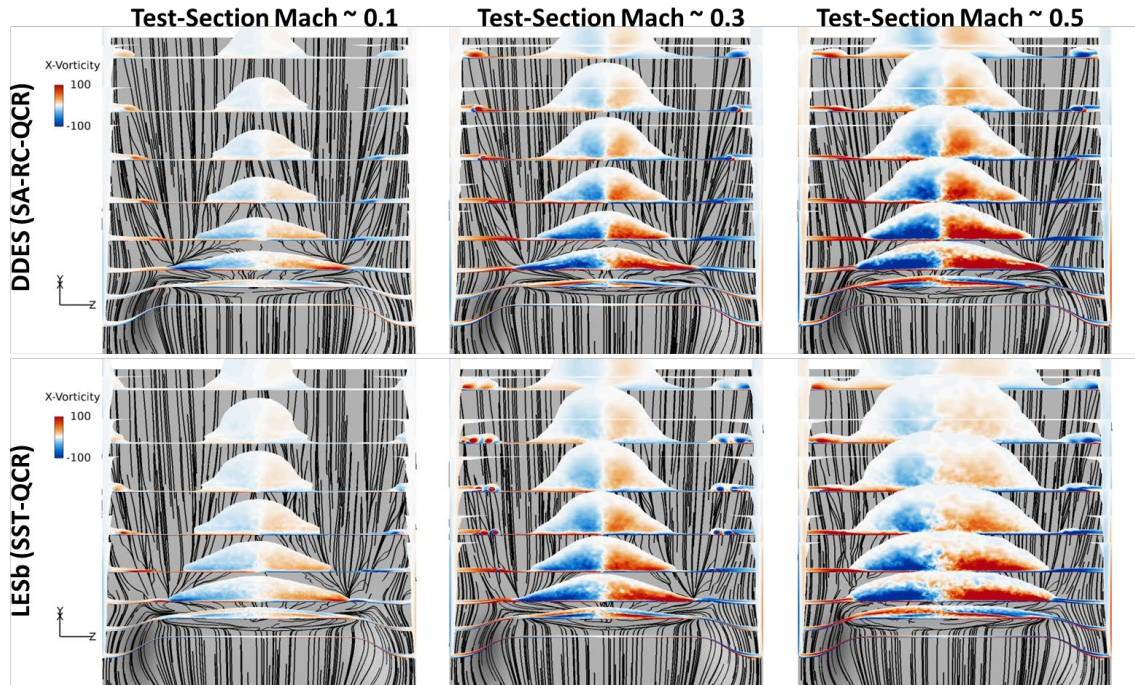 Test-Section Mach ~ 0.1
Test-Section Mach ~ 0.3
Test-Section Mach ~ 0.5
DDES (SA-RC-QCR)
X-Vorticity
100
-100
Y
X
Z
LESb (SST-QCR)
X-Vorticity
100
-100
Y
X
Z